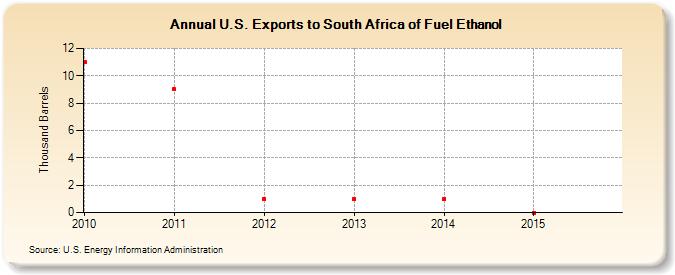 Annual U.S. Exports to South Africa of Fuel Ethanol
Thousand Barrels
12
10
8
6
4
2
0
2010 2011 2012 2013 2014 2015
Source: U.S. Energy Information Administration